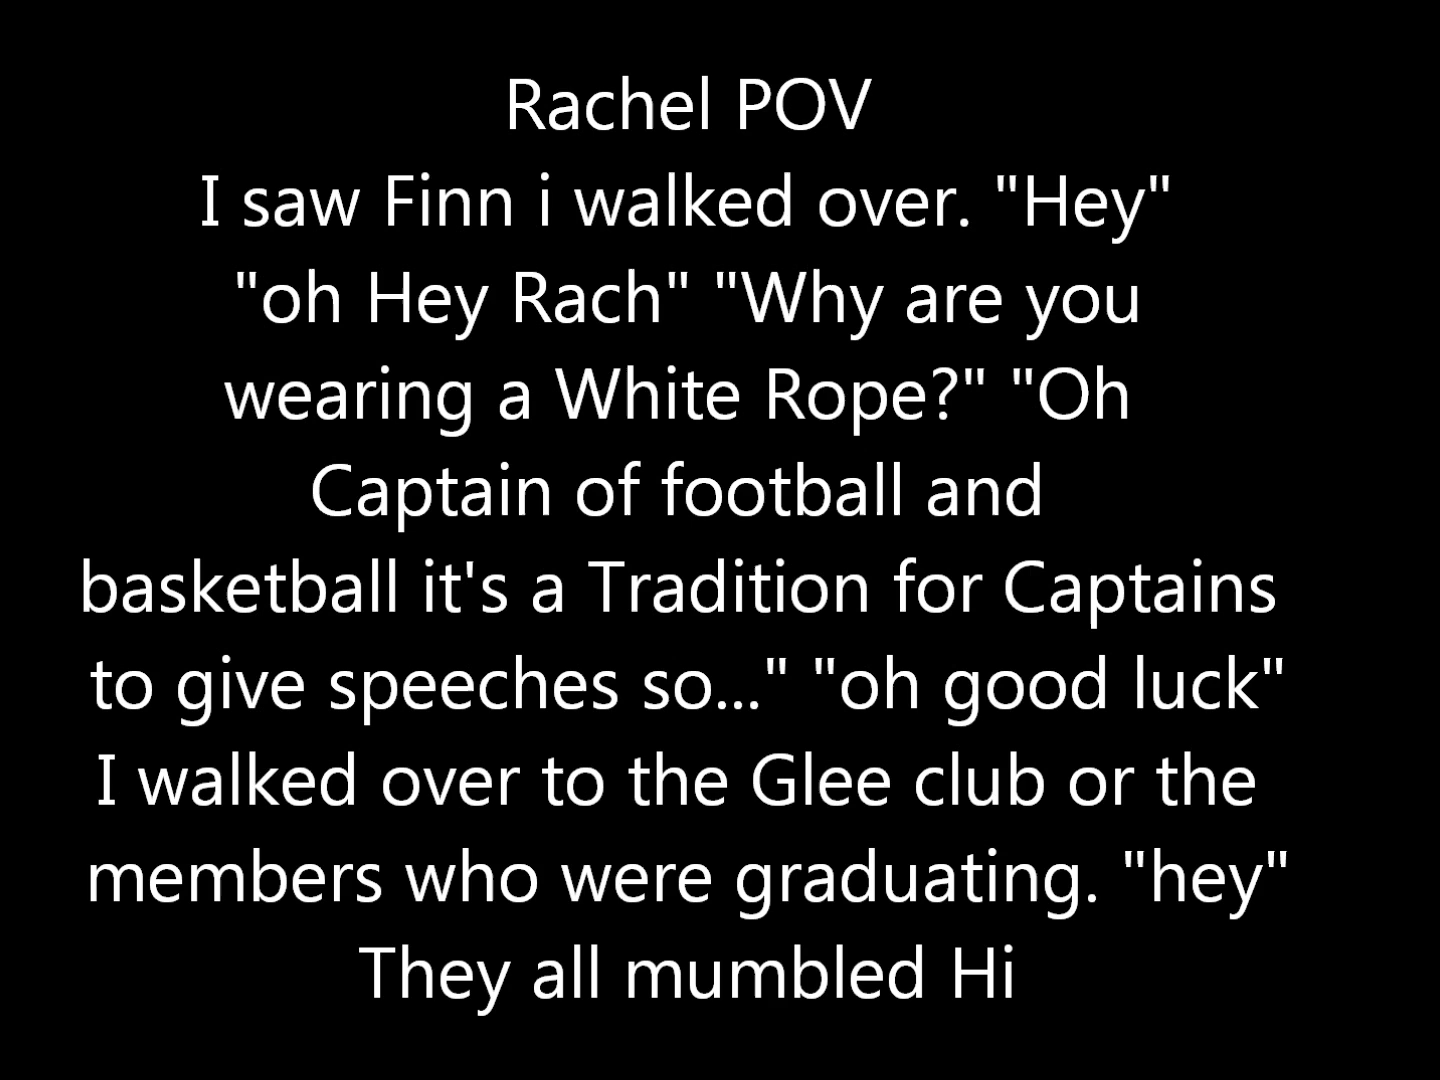 Rachel POV
I saw Finn i walked over. "Hey"
"oh Hey Rach" "Why are you
wearing a White Rope?" "Oh
Captain of football and
basketball it's a Tradition for Captains
to give speeches so..." "oh good luck"
I walked over to the Glee club or the
members who were graduating. "hey"
They all mumbled Hi